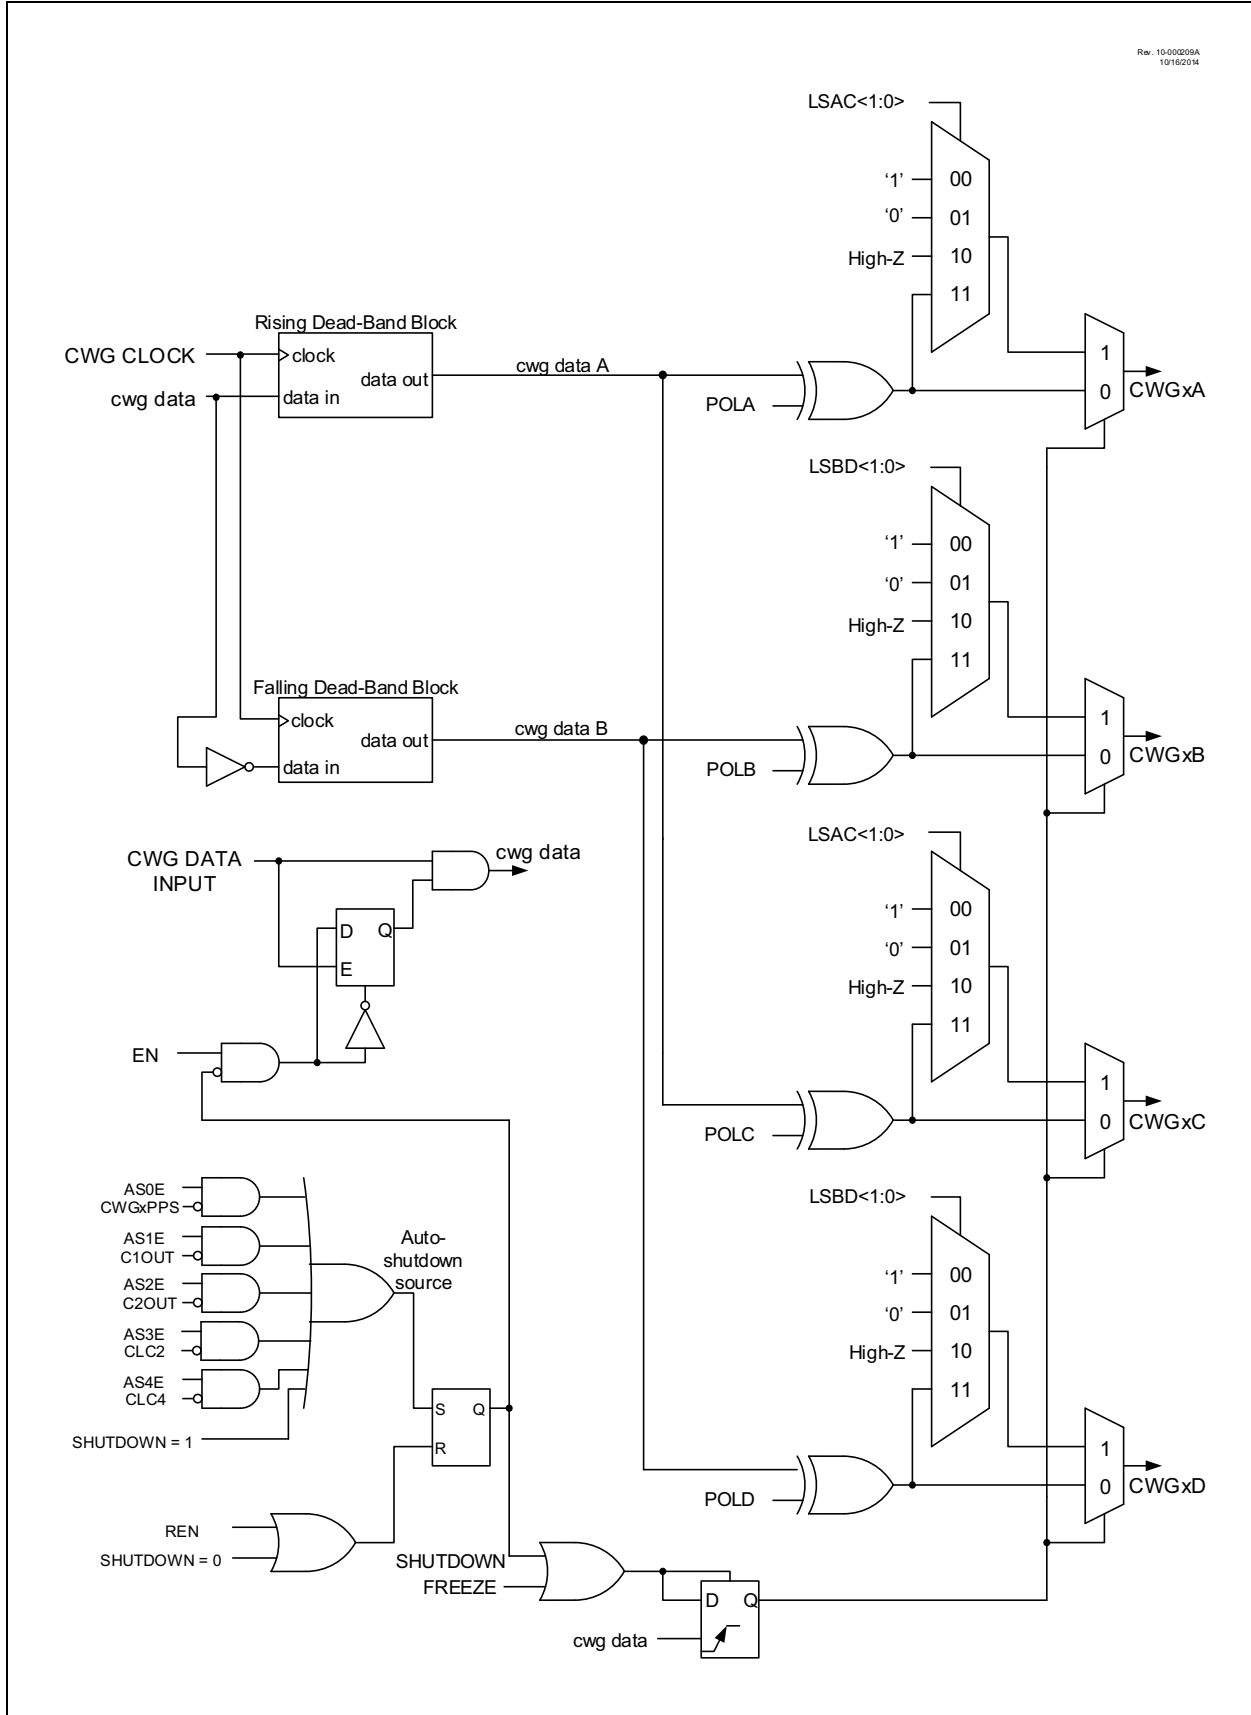 Rev. 10-000209A
10/16/2014
LSAC<1:0>
‘1’ 00
‘0’ 01
High-Z 10
11
Rising Dead-Band Block
CWG CLOCK clock
cwg data data in
data out
cwg data A
POLA
1
0
CWGxA
LSBD<1:0>
‘1’ 00
‘0’ 01
High-Z 10
11
Falling Dead-Band Block
clock
data out
data in
cwg data B
POLB
1
0
CWGxB
CWG DATA
INPUT
cwg data
D Q
E
EN
LSAC<1:0>
‘1’ 00
‘0’ 01
High-Z 10
11
POLC
1
0
CWGxC
AS0E
CWGxPPS
AS1E
C1OUT
AS2E
C2OUT
AS3E
CLC2
AS4E
CLC4
SHUTDOWN = 1
Auto-
shutdown
source
S Q
R
REN
SHUTDOWN = 0
LSBD<1:0>
‘1’ 00
‘0’ 01
High-Z 10
11
POLD
1
0
CWGxD
SHUTDOWN
FREEZE
D Q
cwg data